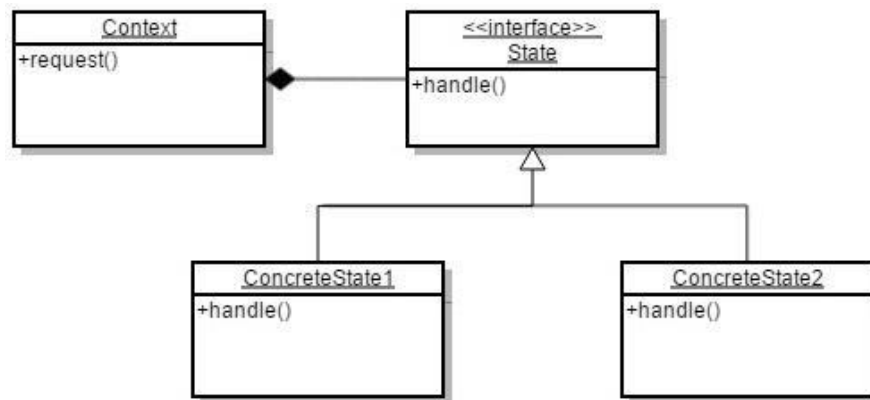 Context
+request()
<<interface>>
State
+handle()
ConcreteState1
+handle()
ConcreteState2
+handle()